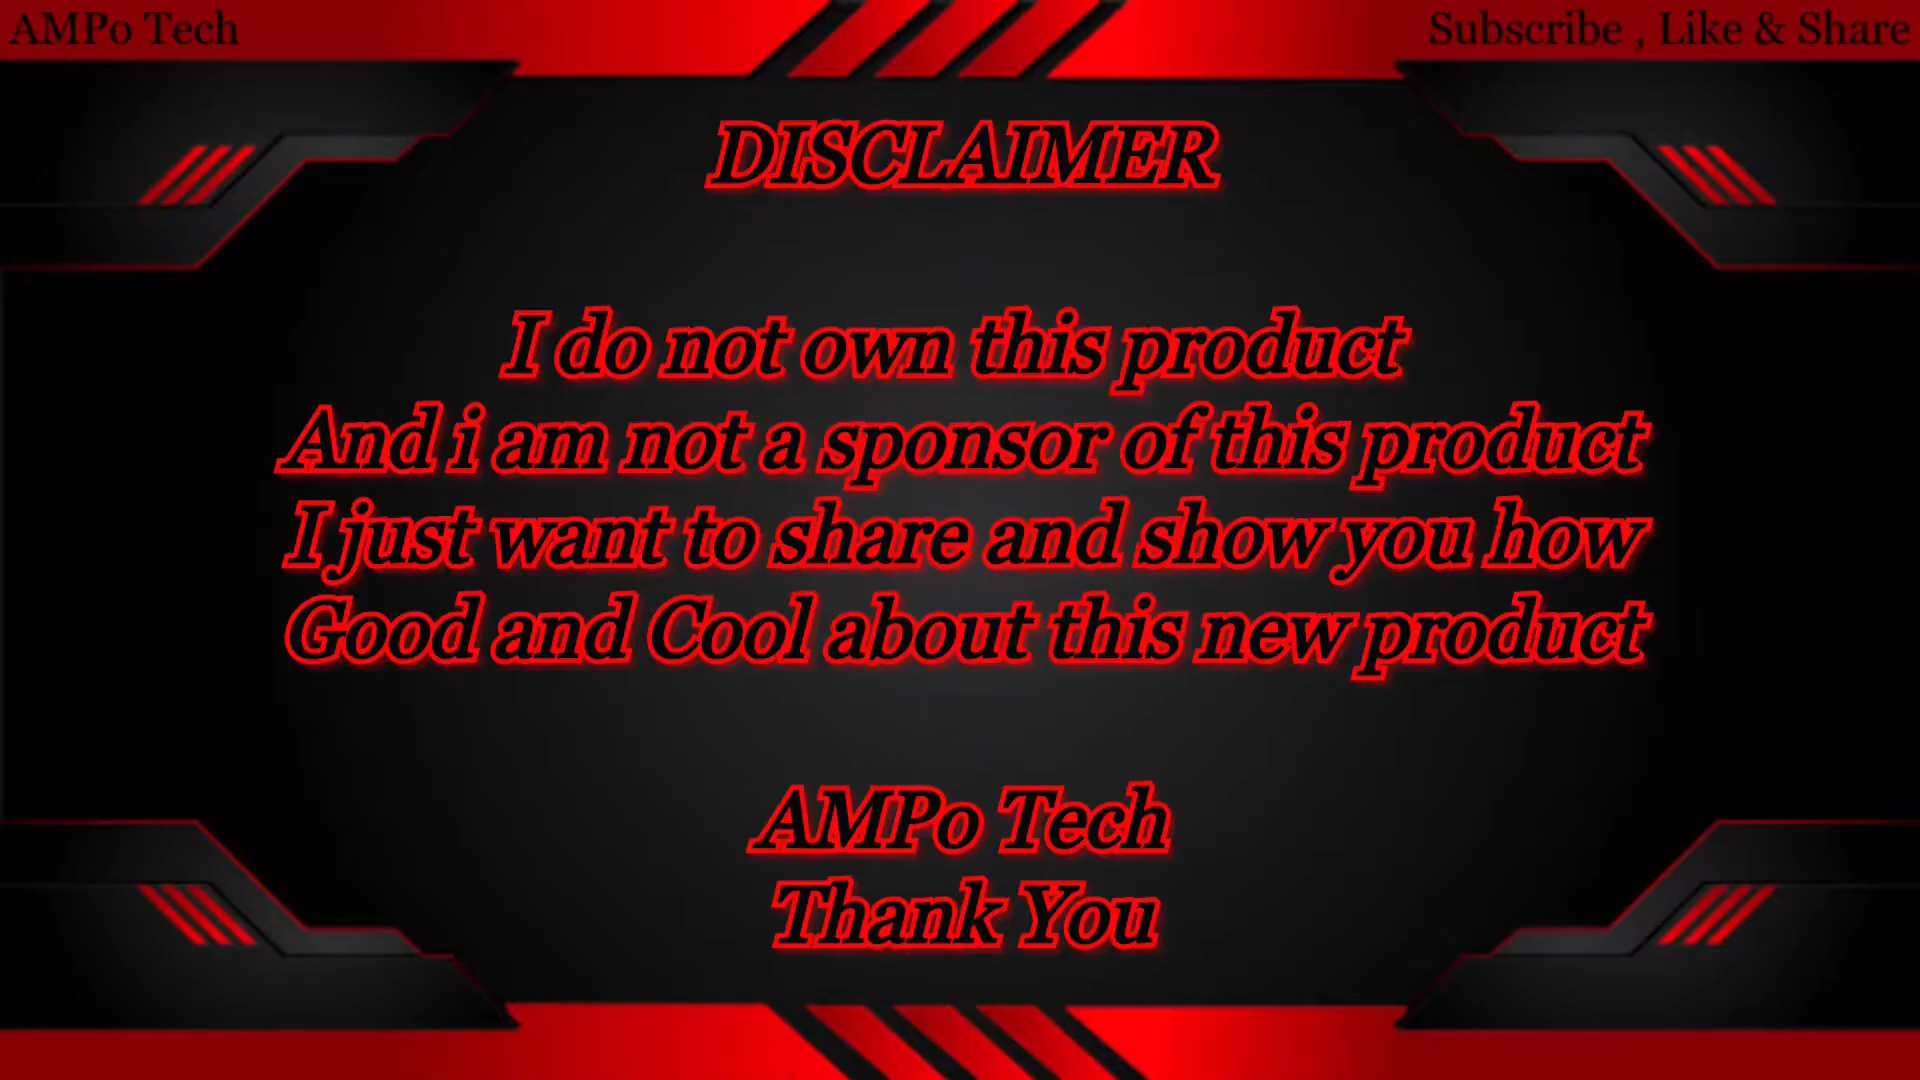 AMPo Tech
Subscribe , Like & Share
DISCLAIMER
I do not own this product
And i am not a sponsor of this product
I just want to share and show you how
Good and Cool about this new product
AMPo Tech
Thank You